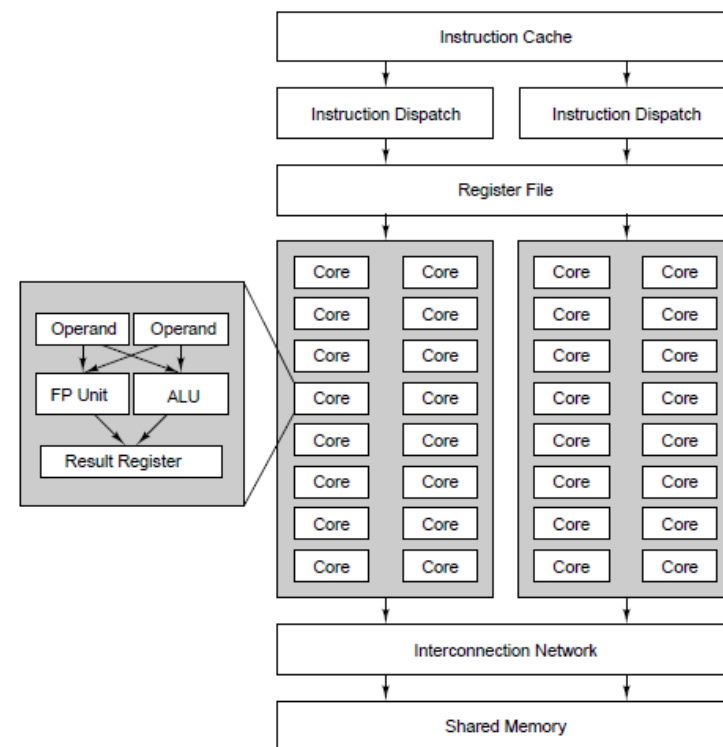 Instruction Cache
Instruction Dispatch Instruction Dispatch
Register File
Core Core Core Core
Core Core Core Core
Core Core Core Core
Core Core Core Core
Core Core Core Core
Core Core Core Core
Core Core Core Core
Core Core Core Core
Operand Operand
FP Unit ALU
Result Register
Interconnection Network
Shared Memory